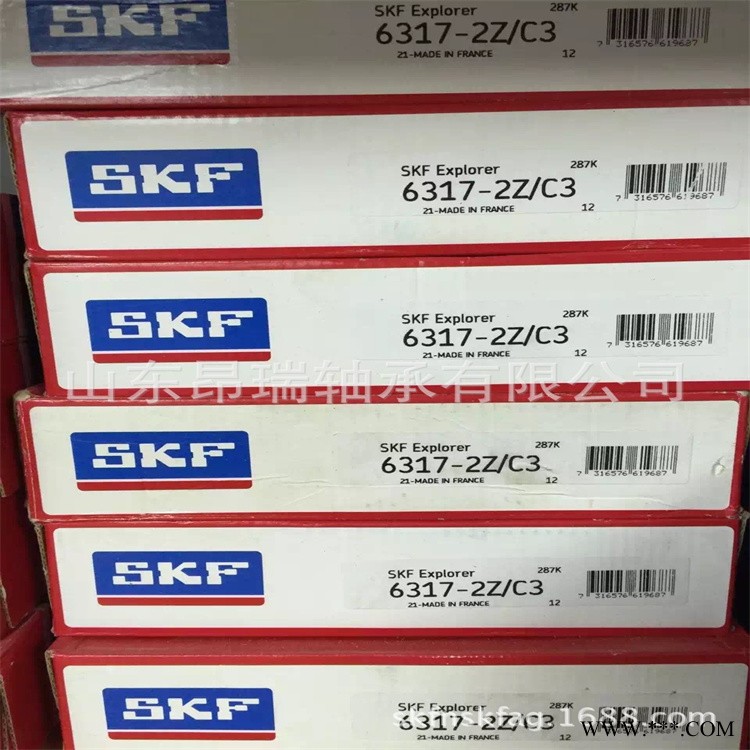 SKF
SKF Explorer
287K
6317-2Z/C3
21-MADE IN FRANCE
12
7 316576 619687
SKF
SKF Explorer
287K
6317-2Z/C3
21-MADE IN FRANCE
12
7 316576 619687
SKF
SKF Explorer
287K
6317-2Z/C3
21-MADE IN FRANCE
12
7 316576 619687
山东昂瑞轴承有限公司
SKF
SKF Explorer
287K
6317-2Z/C3
21-MADE IN FRANCE
12
7 316576 619687
SKF
SKF Explorer
287K
6317-2Z/C3
21-MADE IN FRANCE
12
7 316576 619687
SKF
SKF Explorer
287K
6317-2Z/C3
www.***.COM